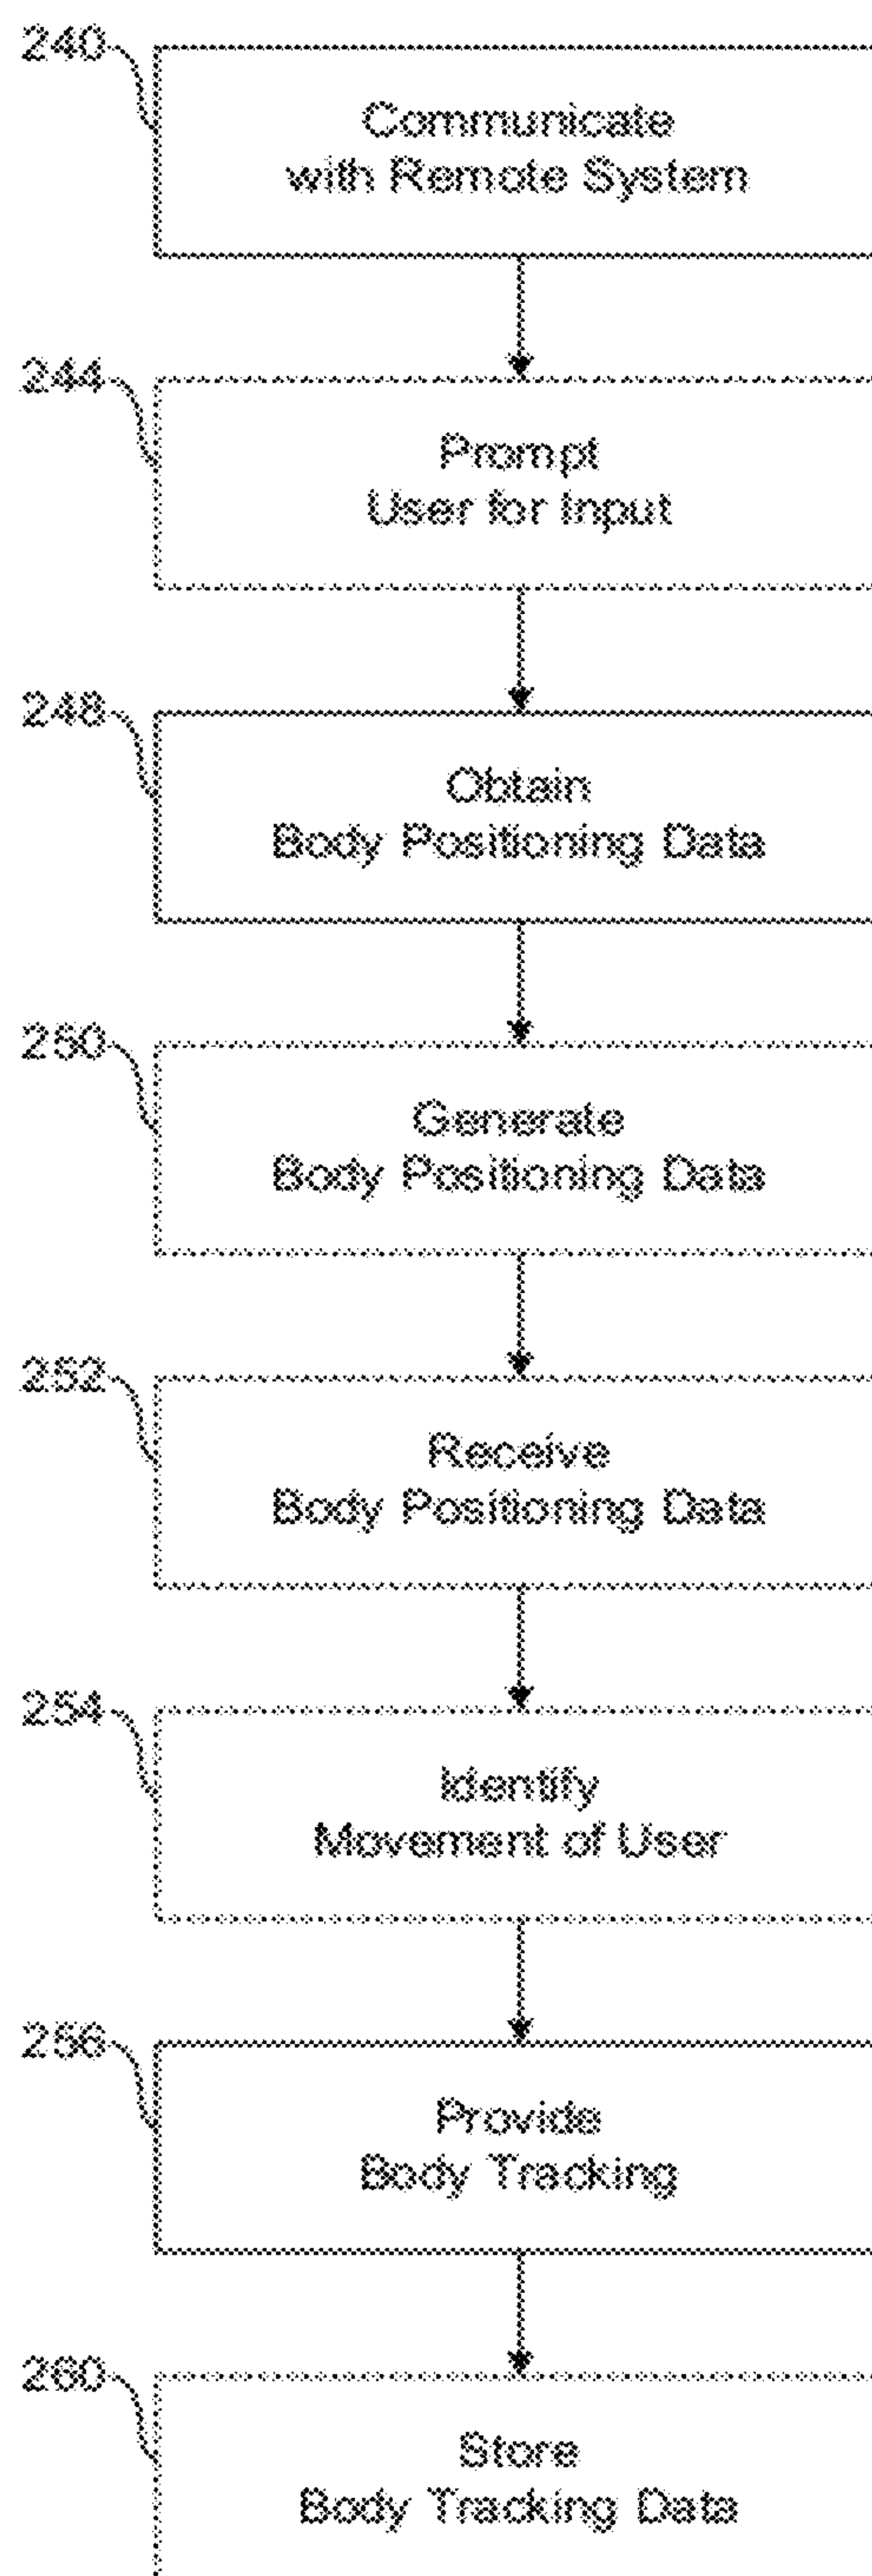 240
Communicate
with Remote System
244
Prompt
User for Input
248
Obtain
Body Positioning Data
250
Generate
Body Positioning Data
252
Receive
Body Positioning Data
254
Identify
Movement of User
256
Provide
Body Tracking
260
Store
Body Tracking Data